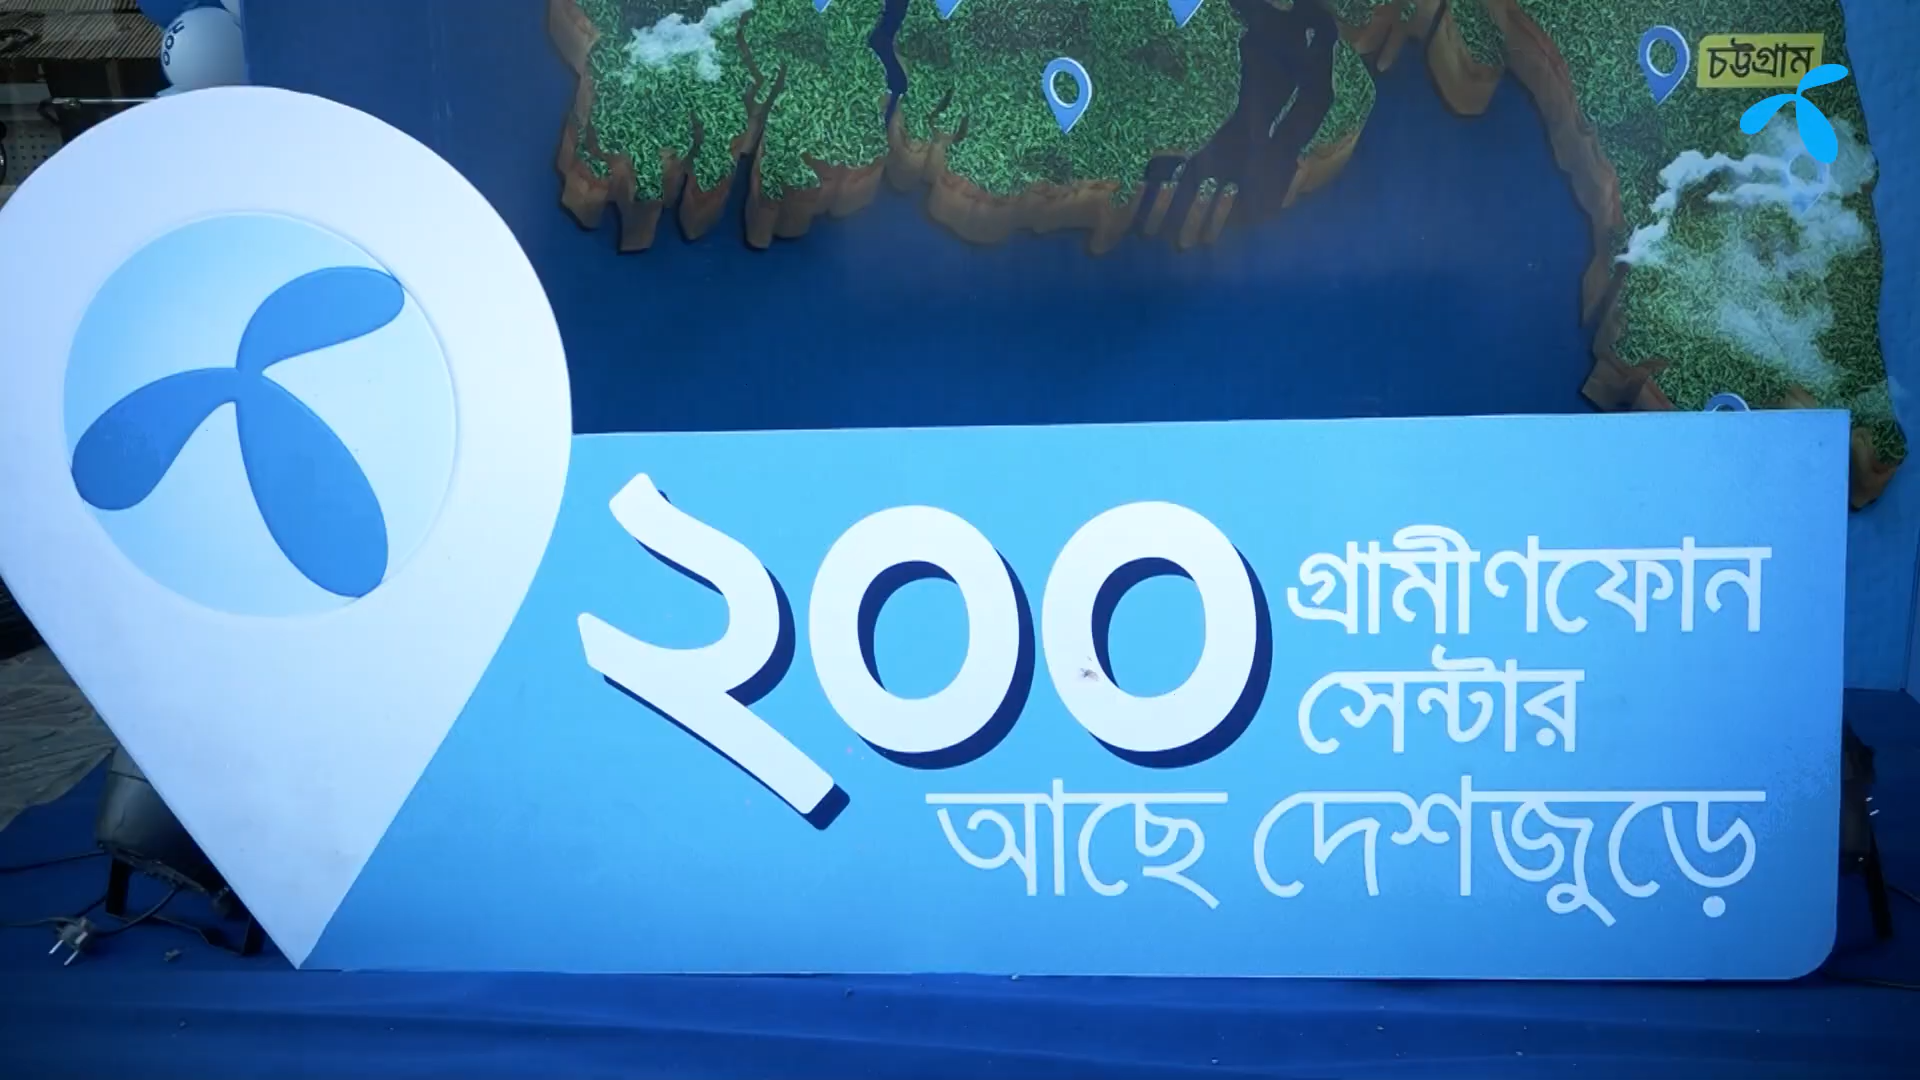 চট্টগ্রাম
২০০ গ্রামীণফোন
সেন্টার
আছে দেশজুড়ে